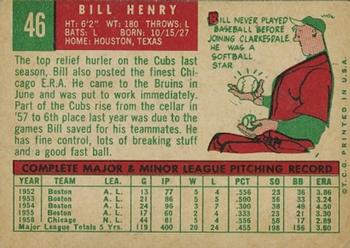 46
BILL HENRY
HT: 6'2" WT: 180 THROWS: L
BATS: L BORN: 10/15/27
HOME: HOUSTON, TEXAS
BILL NEVER PLAYED
BASEBALL BEFORE
JOINING CLARKESDALE.
HE WAS A
SOFTBALL
STAR
The top relief hurler on the Cubs last
season, Bill also posted the finest
Chicago E.R.A. He came to the Bruins in
June and was put to work immediately.
Part of the Cubs rise from the cellar in
'57 to 6th place last year was due to the
games Bill saved for his teammates. He
has fine control, lots of breaking stuff
and a good fast ball.
© T.C.G. PRINTED IN U.S.A.
COMPLETE MAJOR & MINOR LEAGUE PITCHING RECORD
YEAR TEAM LEA. G IP W L PCT. SO BB ERA
1952 Boston A. L.
1953 Boston A. L.
1954 Boston A. L.
1955 Boston A. L.
1958 Chicago N. L.
Major League Totals 5 Yrs.